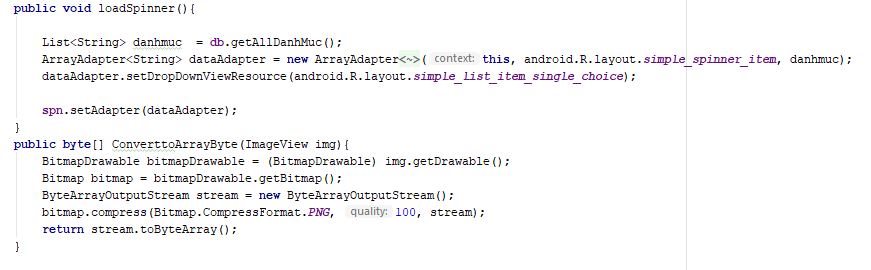 public void loadSpinner(){
List<String> danhmuc  = db.getAllDanhMuc();
ArrayAdapter<String> dataAdapter = new ArrayAdapter<~>( context: this, android.R.layout.simple_spinner_item, danhmuc);
dataAdapter.setDropDownViewResource(android.R.layout.simple_list_item_single_choice);
spn.setAdapter(dataAdapter);
}
public byte[] ConverttoArrayByte(ImageView img){
BitmapDrawable bitmapDrawable = (BitmapDrawable) img.getDrawable();
Bitmap bitmap = bitmapDrawable.getBitmap();
ByteArrayOutputStream stream = new ByteArrayOutputStream();
bitmap.compress(Bitmap.CompressFormat.PNG, quality: 100, stream);
return stream.toByteArray();
}